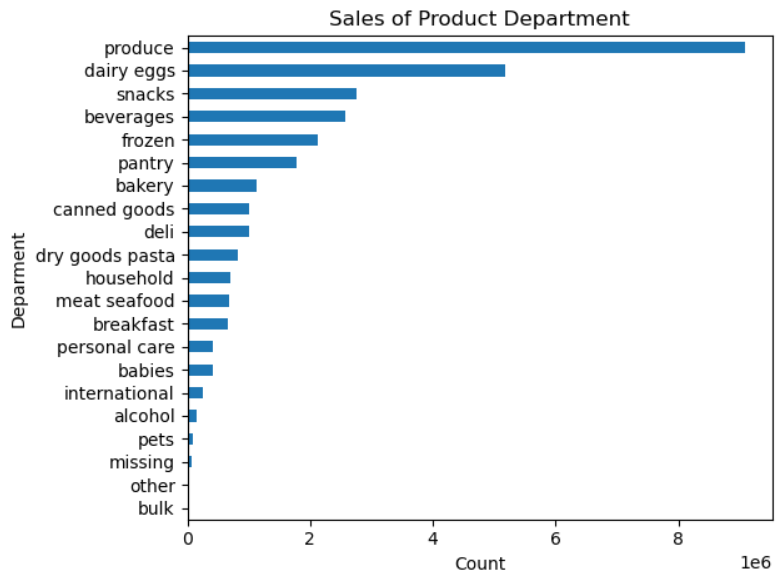 Sales of Product Department
produce
dairy eggs
snacks
beverages
frozen
pantry
bakery
canned goods
deli
dry goods pasta
household
meat seafood
breakfast
personal care
babies
international
alcohol
pets
missing
other
bulk
Deparment
0 2 4 6 8
Count
1e6